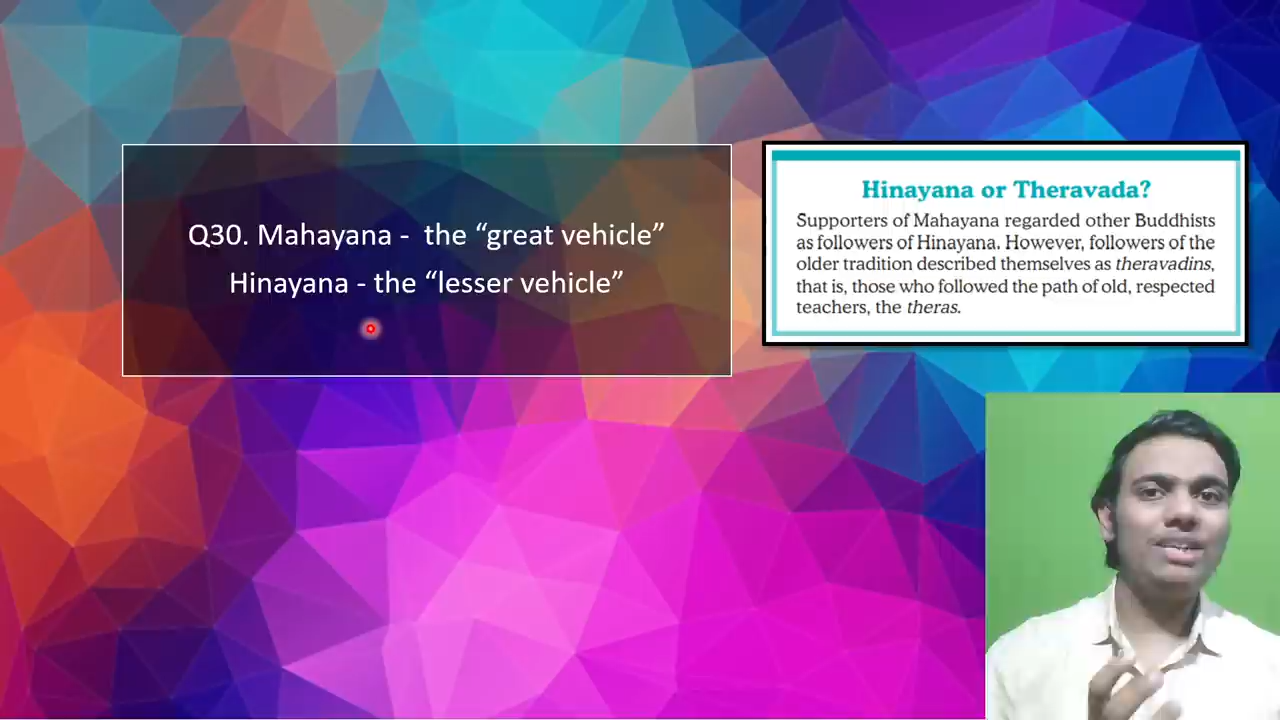 Q30. Mahayana -  the “great vehicle”
Hinayana - the “lesser vehicle”
Hinayana or Theravada?
Supporters of Mahayana regarded other Buddhists
as followers of Hinayana. However, followers of the
older tradition described themselves as theravadins,
that is, those who followed the path of old, respected
teachers, the theras.